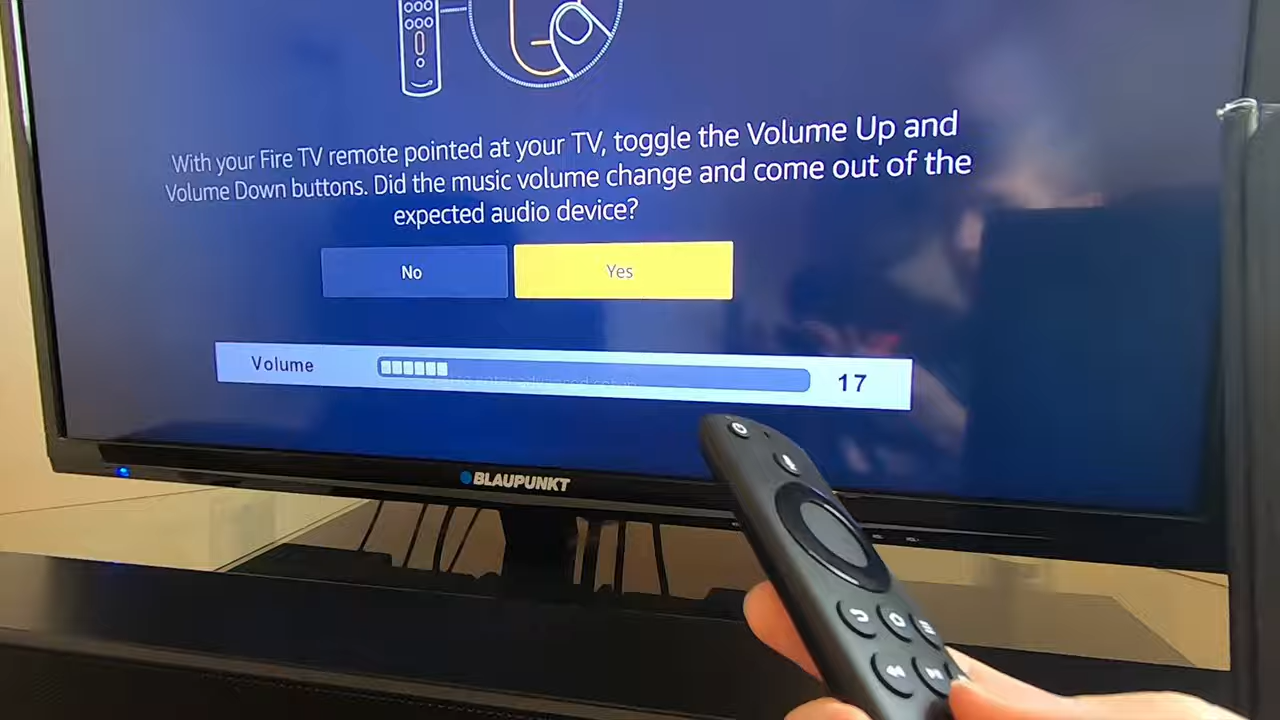 With your Fire TV remote pointed at your TV, toggle the Volume Up and
Volume Down buttons. Did the music volume change and come out of the
expected audio device?
No
Yes
Volume
17
BLAUPUNKT